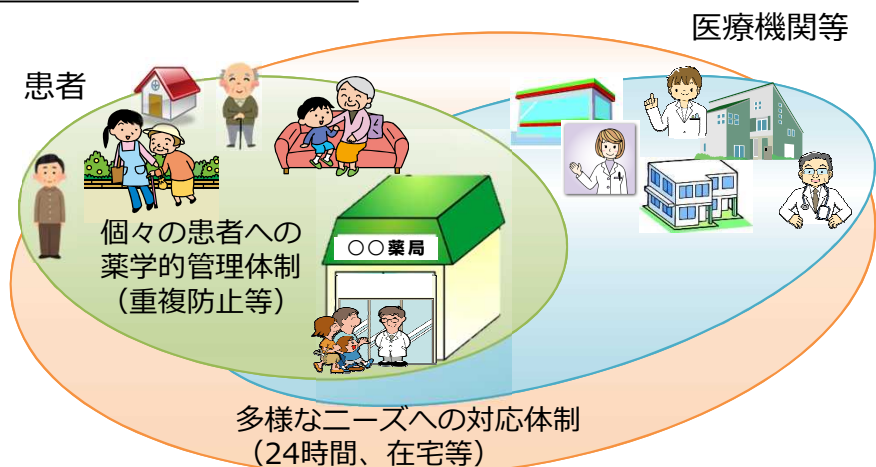 医療機関等
患者
個々の患者への
薬学的管理体制
（重複防止等）
○○薬局
多様なニーズへの対応体制
（24時間、在宅等）